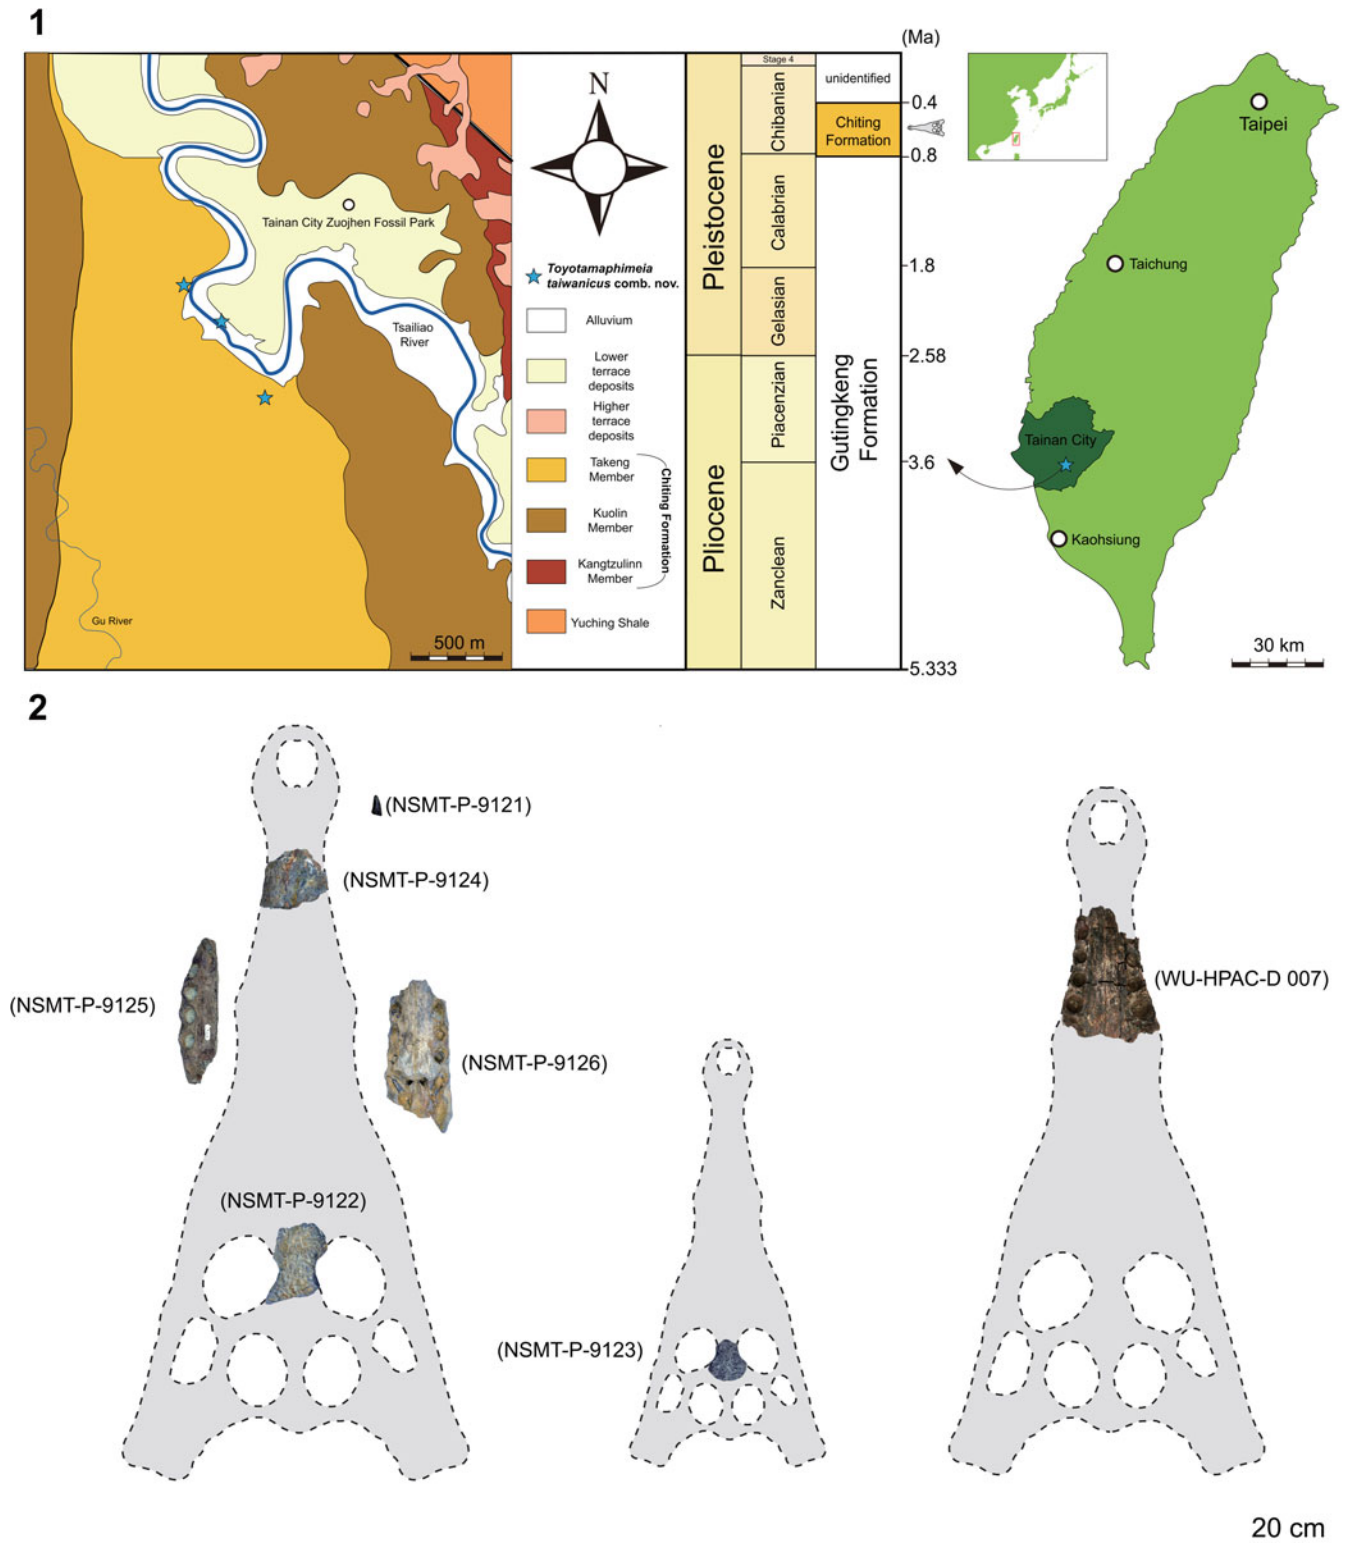 1
Tainan City Zuojhen Fossil Park
Tsailiao
River
Gu River
500 m
N
Toyotamaphimeia
taiwanicus comb. nov.
Alluvium
Lower
terrace
deposits
Higher
terrace
deposits
Takeng
Member
Kuolin
Member
Kangtzulinn
Member
Chiting Formation
Yuching Shale
Pleistocene
Pliocene
Stage 4
Chibanian
Calabrian
Gelasian
Piacenzian
Zanclean
unidentified
Chiting
Formation
Gutingkeng
Formation
(Ma)
0.4
0.8
1.8
2.58
3.6
5.333
Taipei
Taichung
Tainan City
Kaohsiung
30 km
2
(NSMT-P-9121)
(NSMT-P-9124)
(NSMT-P-9125)
(NSMT-P-9126)
(NSMT-P-9122)
(NSMT-P-9123)
(WU-HPAC-D 007)
20 cm